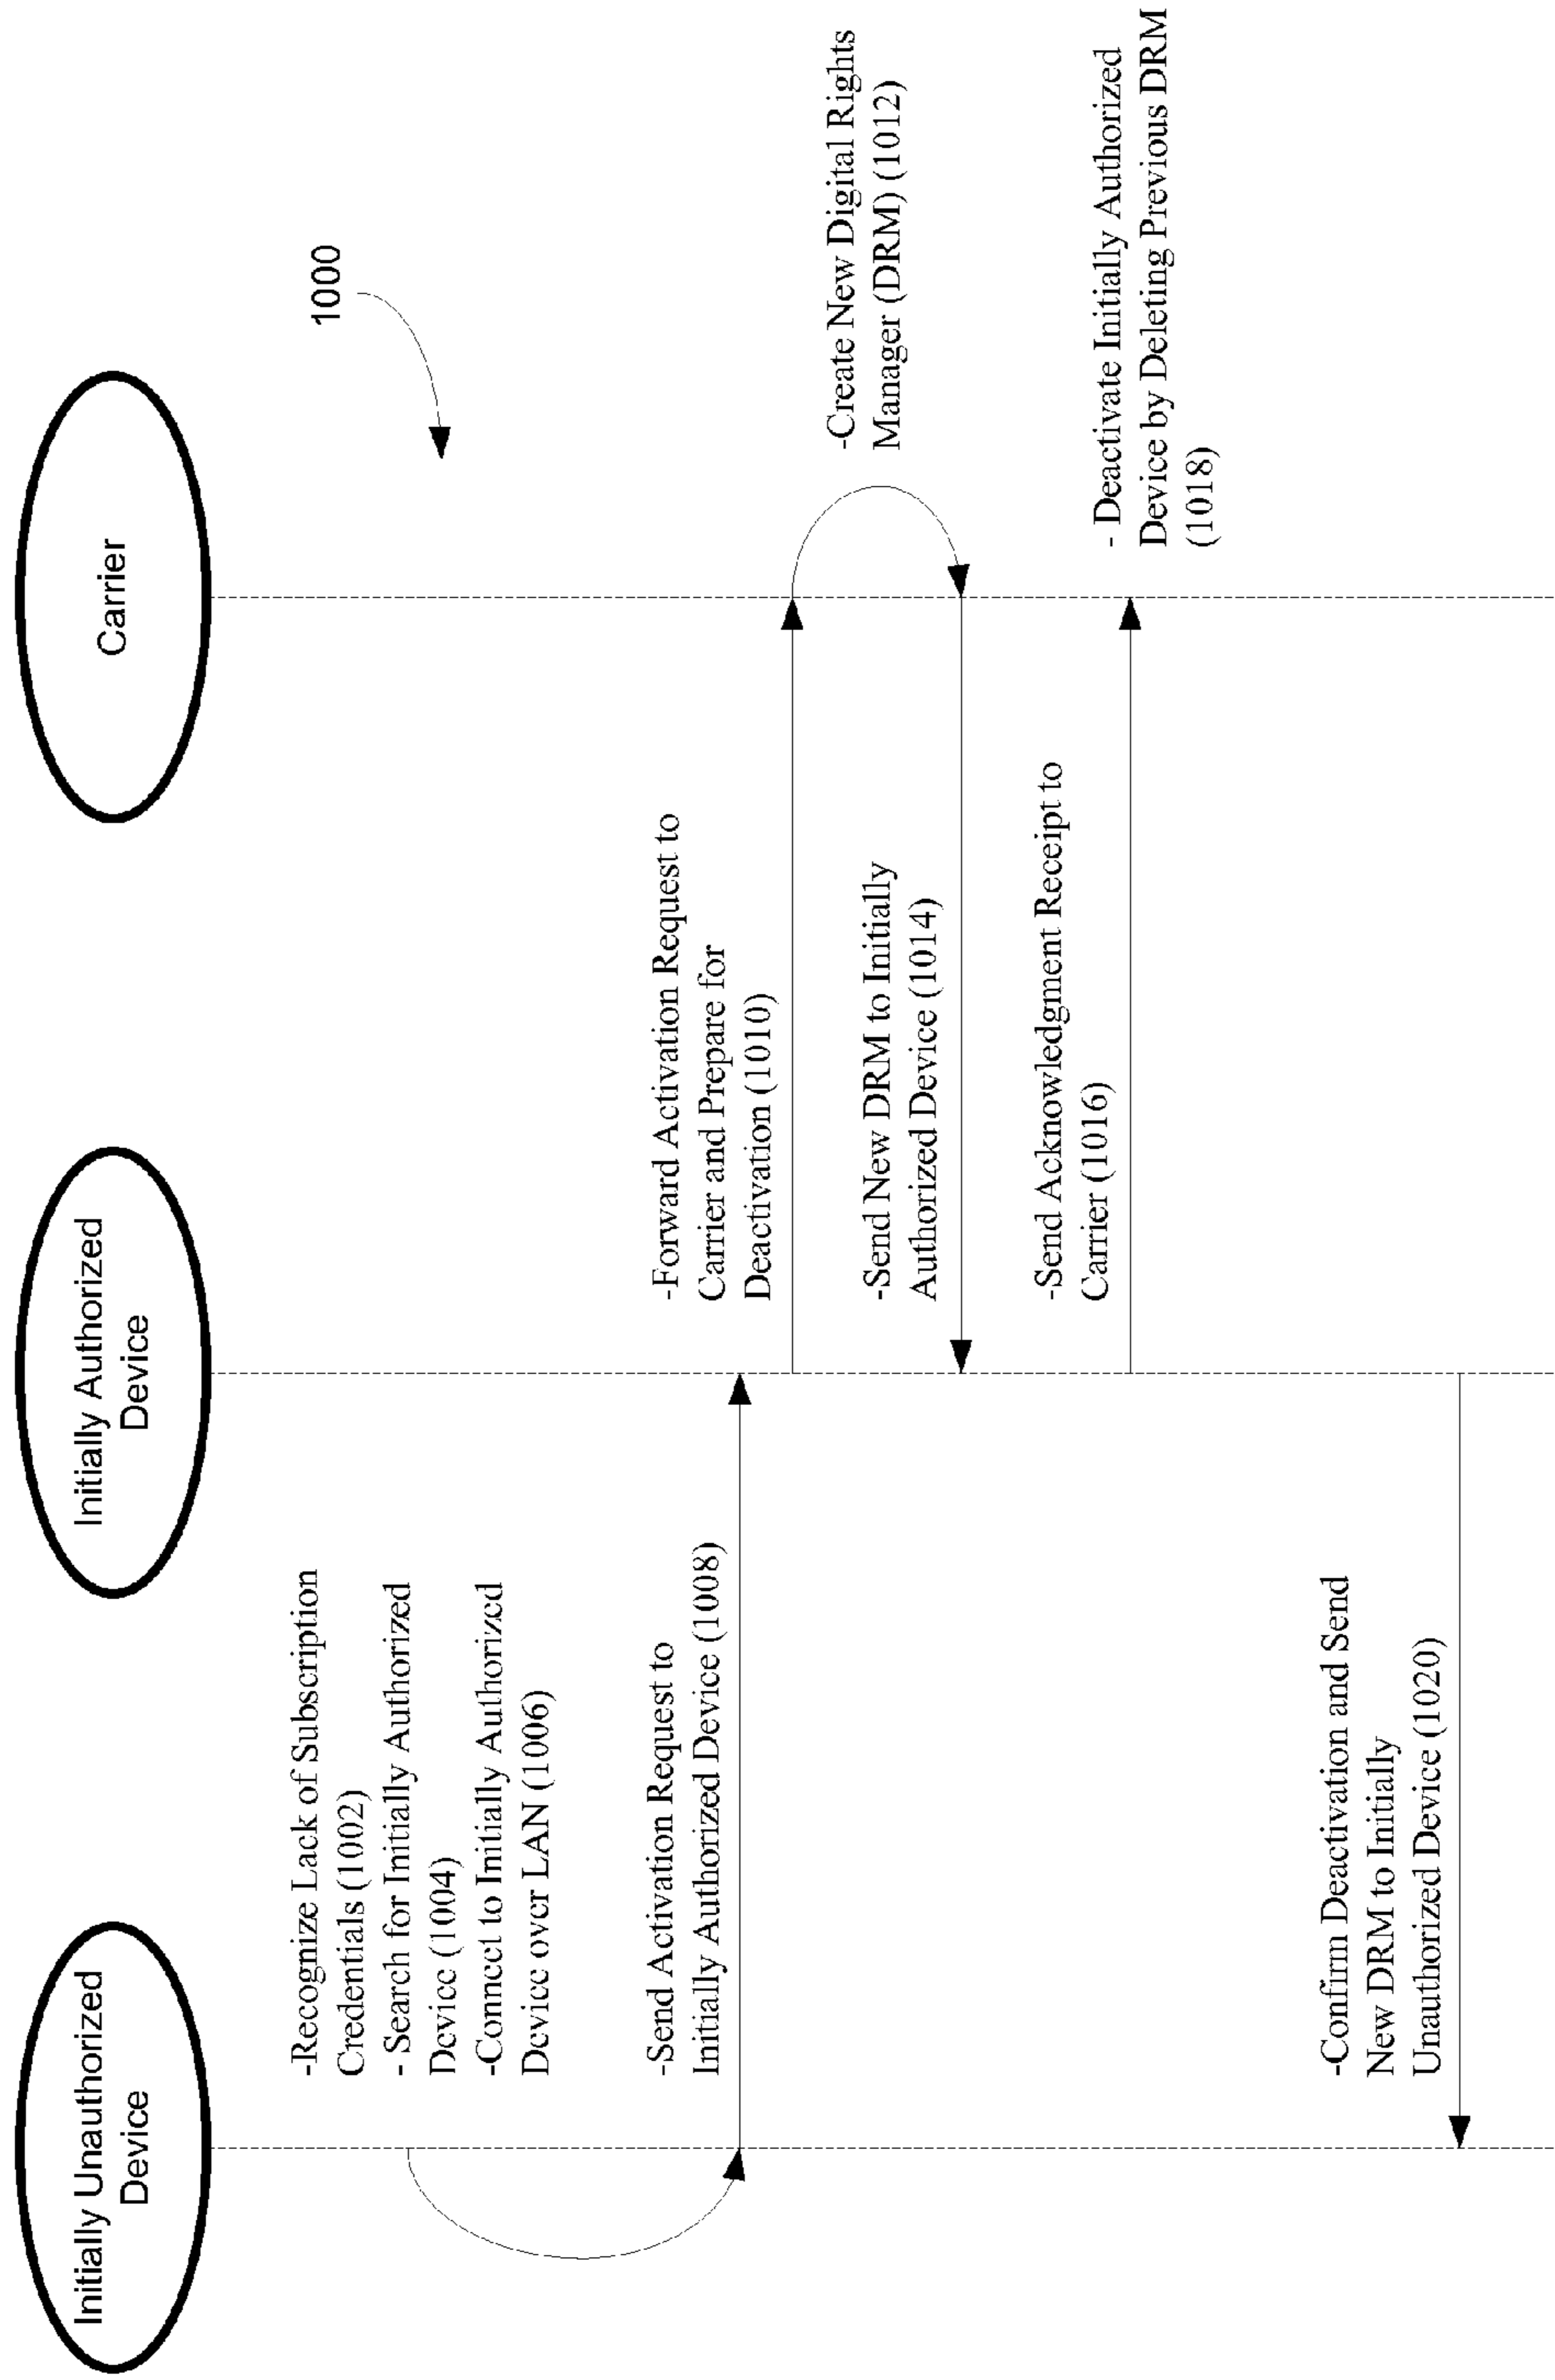 Initially Unauthorized
Device
Initially Authorized
Device
Carrier
1000
-Recognize Lack of Subscription
Credentials (1002)
- Search for Initially Authorized
Device (1004)
-Connect to Initially Authorized
Device over LAN (1006)
-Send Activation Request to
Initially Authorized Device (1008)
-Forward Activation Request to
Carrier and Prepare for
Deactivation (1010)
-Create New Digital Rights
Manager (DRM) (1012)
-Send New DRM to Initially
Authorized Device (1014)
-Send Acknowledgment Receipt to
Carrier (1016)
- Deactivate Initially Authorized
Device by Deleting Previous DRM
(1018)
-Confirm Deactivation and Send
New DRM to Initially
Unauthorized Device (1020)